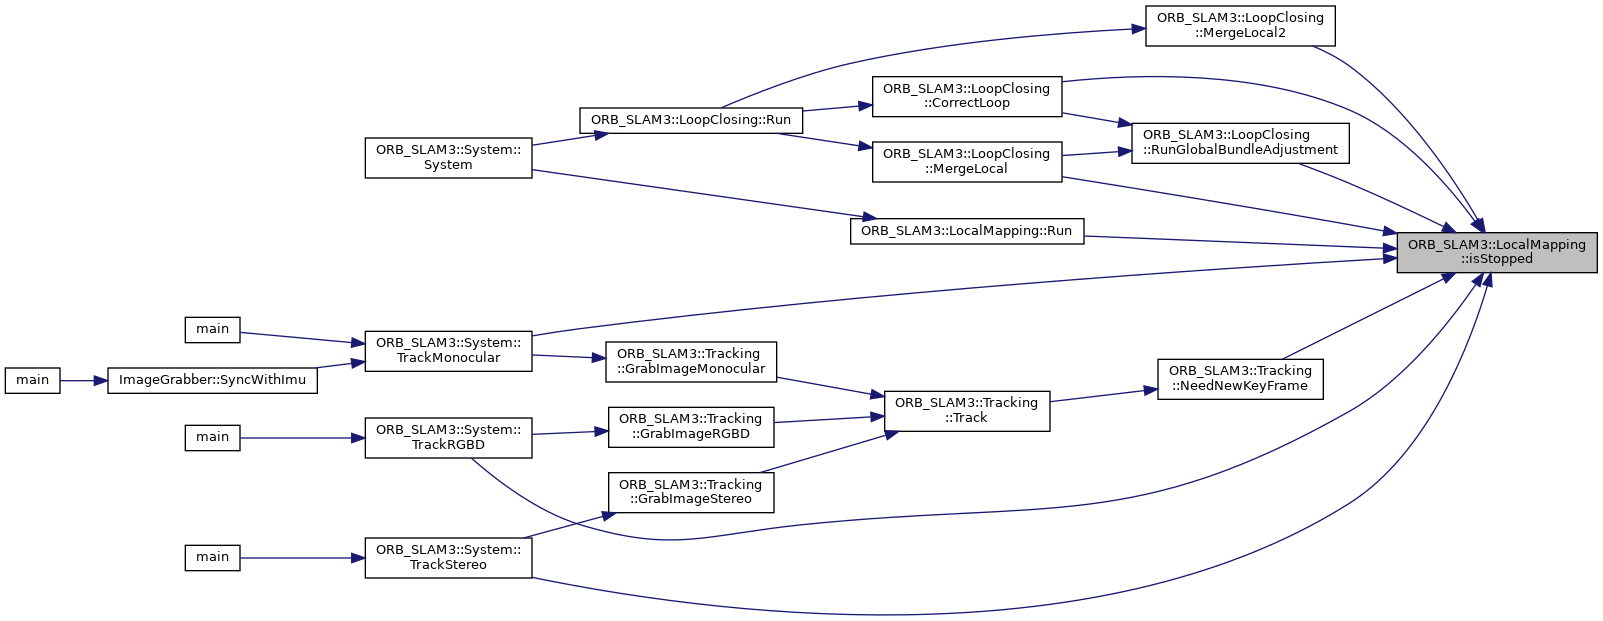 ORB_SLAM3::LoopClosing
::MergeLocal2
ORB_SLAM3::LoopClosing
::CorrectLoop
ORB_SLAM3::LoopClosing::Run
ORB_SLAM3::LoopClosing
::RunGlobalBundleAdjustment
ORB_SLAM3::System::
System
ORB_SLAM3::LoopClosing
::MergeLocal
ORB_SLAM3::LocalMapping::Run
ORB_SLAM3::LocalMapping
::isStopped
main
ORB_SLAM3::System::
TrackMonocular
ORB_SLAM3::Tracking
::GrabImageMonocular
main
ImageGrabber::SyncWithImu
ORB_SLAM3::Tracking
::NeedNewKeyFrame
ORB_SLAM3::Tracking
::Track
main
ORB_SLAM3::System::
TrackRGBD
ORB_SLAM3::Tracking
::GrabImageRGBD
ORB_SLAM3::Tracking
::GrabImageStereo
main
ORB_SLAM3::System::
TrackStereo